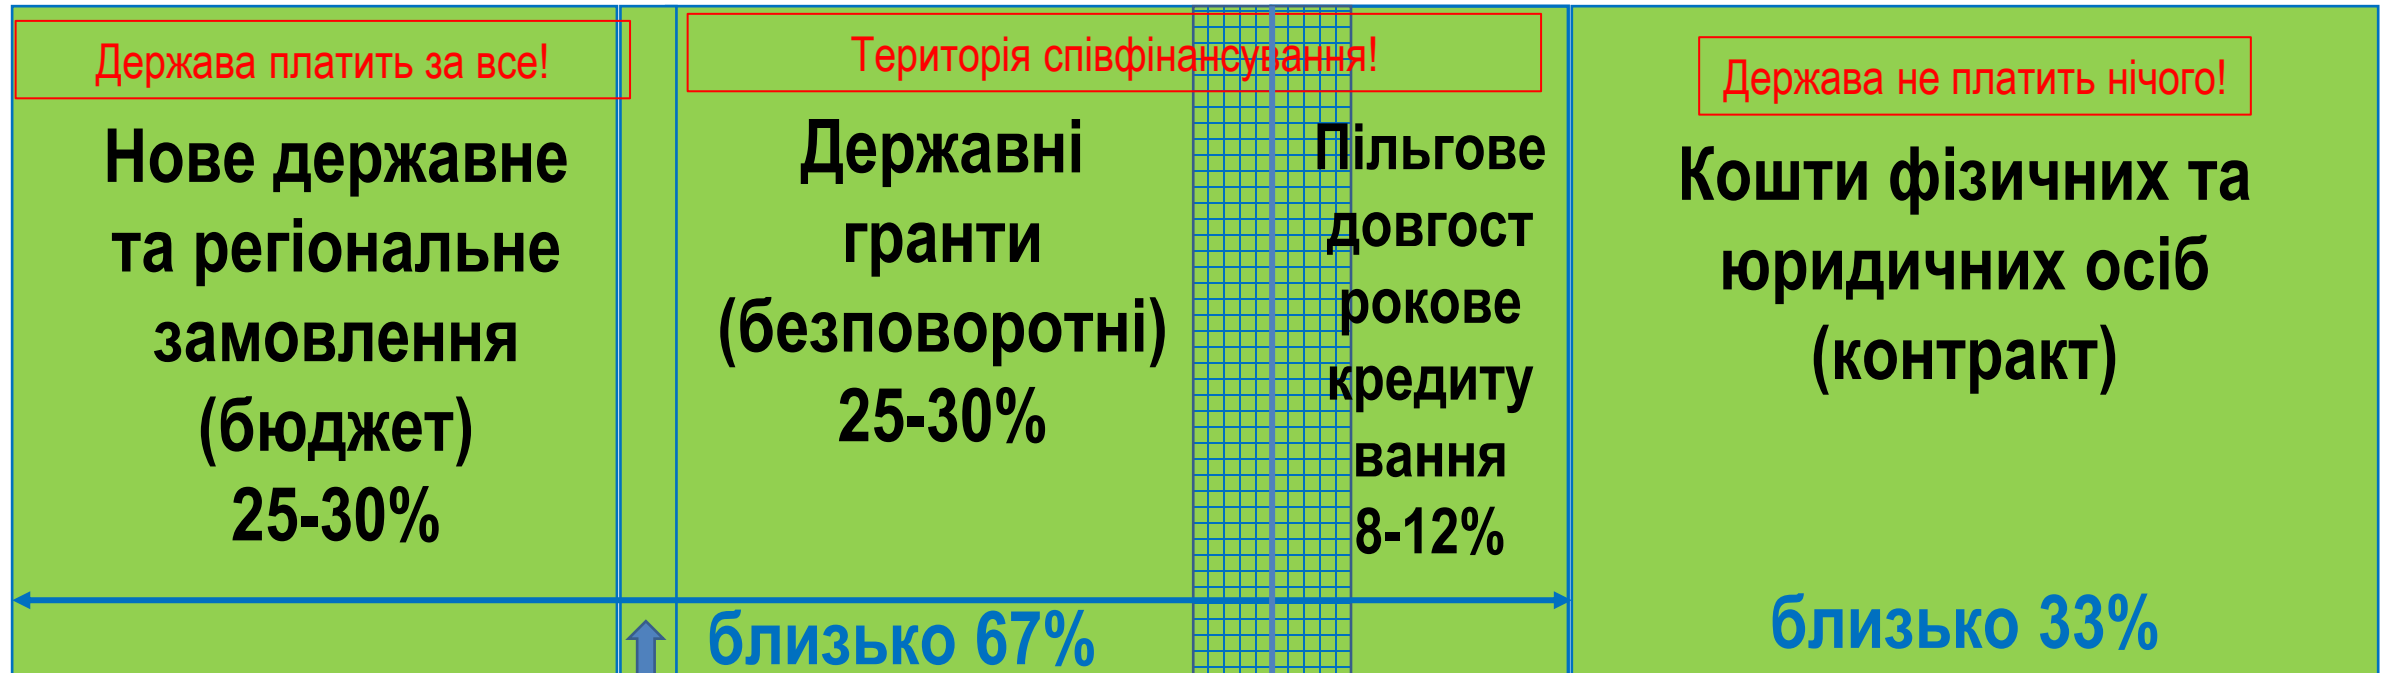 Держава платить за все!
Нове державне
та регіональне
замовлення
(бюджет)
25-30%
Територія співфінансування!
Державні
гранти
(безповоротні)
25-30%
Пільгове
довгост
рокове
кредиту
вання
8-12%
близько 67%
Держава не платить нічого!
Кошти фізичних та
юридичних осіб
(контракт)
близько 33%